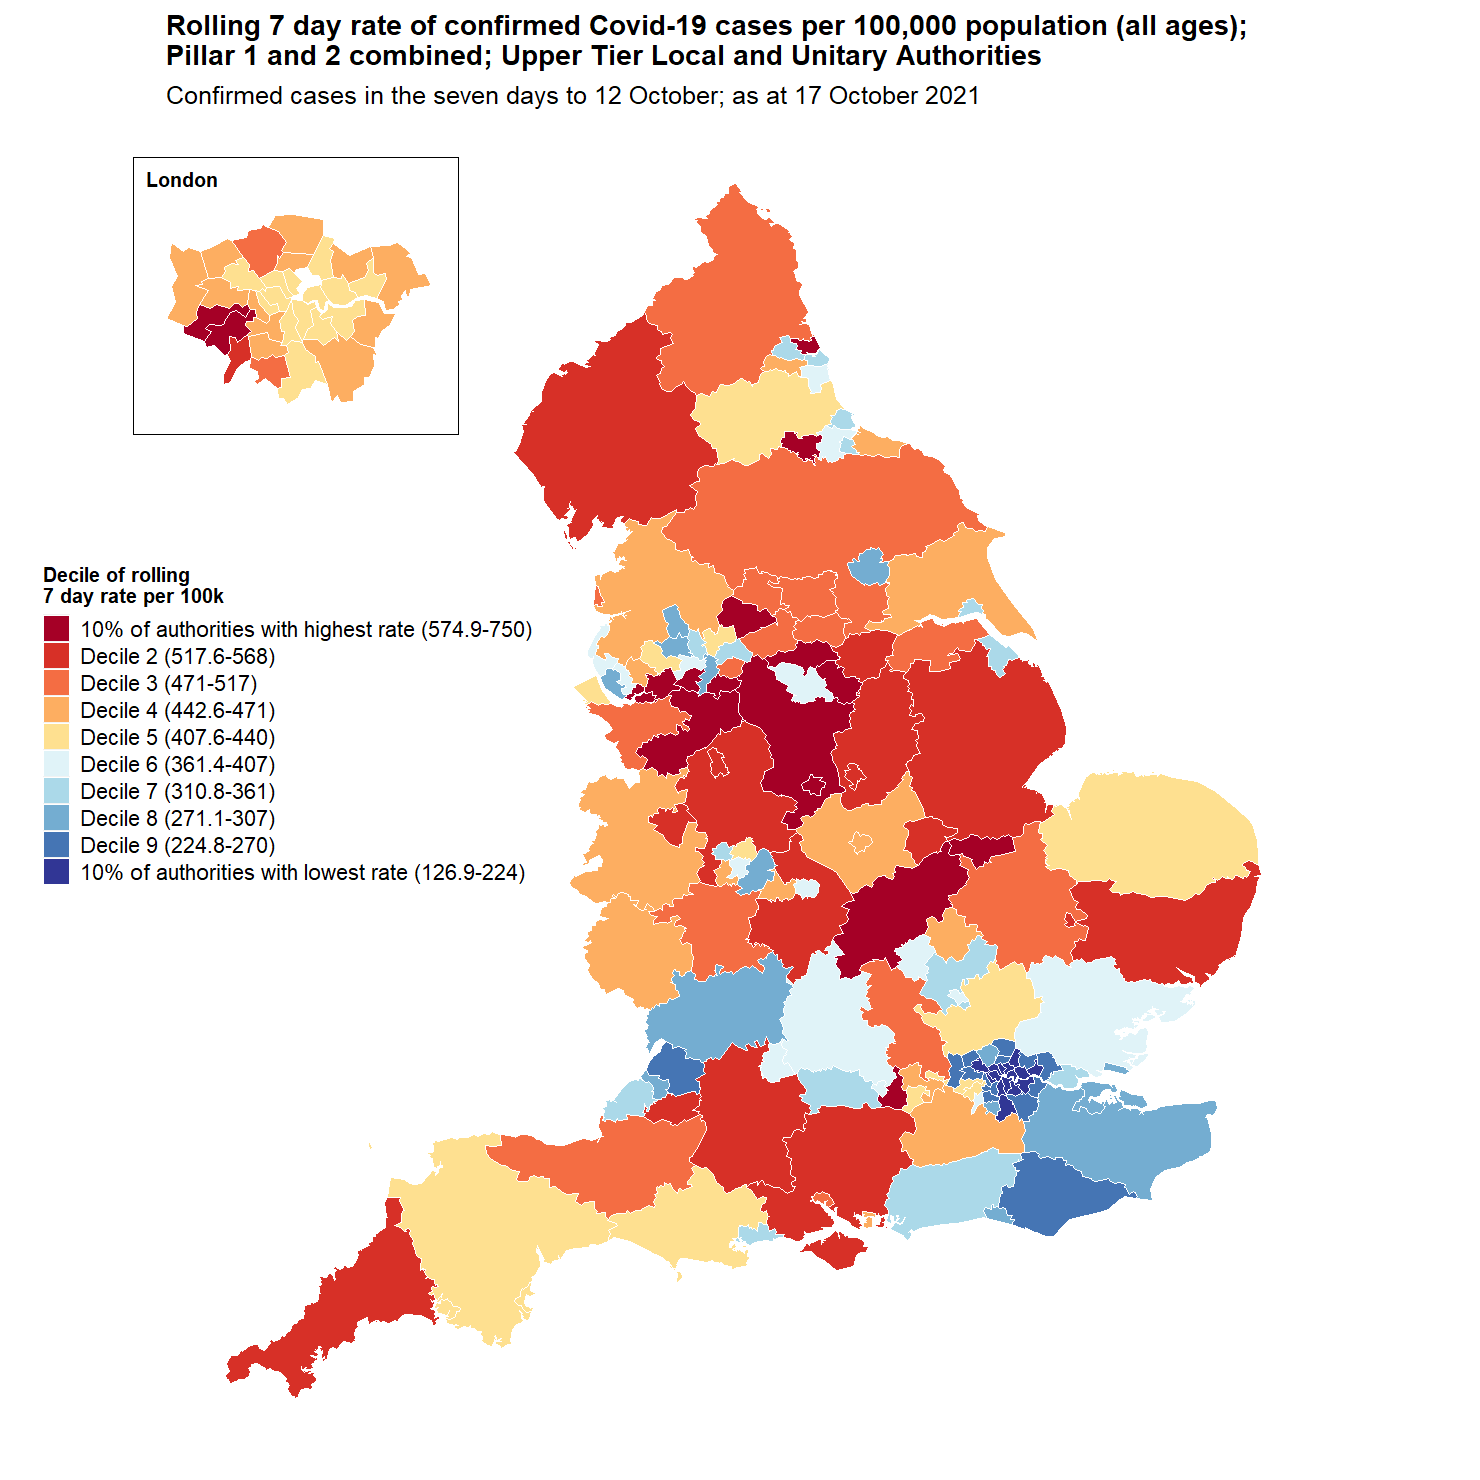 Rolling 7 day rate of confirmed Covid-19 cases per 100,000 population (all ages);
Pillar 1 and 2 combined; Upper Tier Local and Unitary Authorities
Confirmed cases in the seven days to 12 October; as at 17 October 2021
London
Decile of rolling
7 day rate per 100k
10% of authorities with highest rate (574.9-750)
Decile 2 (517.6-568)
Decile 3 (471-517)
Decile 4 (442.6-471)
Decile 5 (407.6-440)
Decile 6 (361.4-407)
Decile 7 (310.8-361)
Decile 8 (271.1-307)
Decile 9 (224.8-270)
10% of authorities with lowest rate (126.9-224)